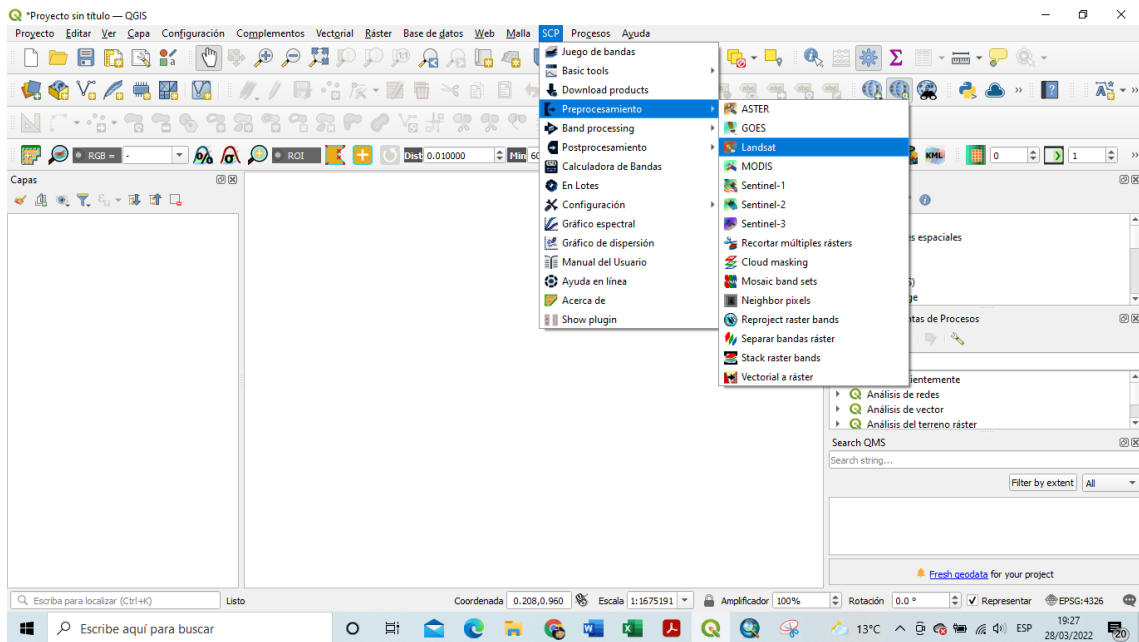 *Proyecto sin título — QGIS
Proyecto Editar Ver Capa Configuración Complementos Vectorial Ráster Base de datos Web Malla SCP Procesos Ayuda
Juego de bandas
Basic tools
Download products
Preprocesamiento
Band processing
Postprocesamiento
Calculadora de Bandas
En Lotes
Configuración
Gráfico espectral
Gráfico de dispersión
Manual del Usuario
Ayuda en línea
Acerca de
Show plugin
ASTER
GOES
Landsat
MODIS
Sentinel-1
Sentinel-2
Sentinel-3
Recortar múltiples rásters
Cloud masking
Mosaic band sets
Neighbor pixels
Reproject raster bands
Separar bandas ráster
Stack raster bands
Vectorial a ráster
RGB = - ROI Dist 0.010000 Min 60 KML 0 1
Capas
es espaciales
tas de Procesos
ientemente
Análisis de redes
Análisis de vector
Análisis del terreno ráster
Search QMS
Search string...
Filter by extent All
Fresh geodata for your project
Escriba para localizar (Ctrl+K) Listo Coordenada 0.208,0.960 Escala 1:1675191 Amplificador 100% Rotación 0.0 ° Representar EPSG:4326
Escribe aquí para buscar 13°C ESP 19:27
28/03/2022 20